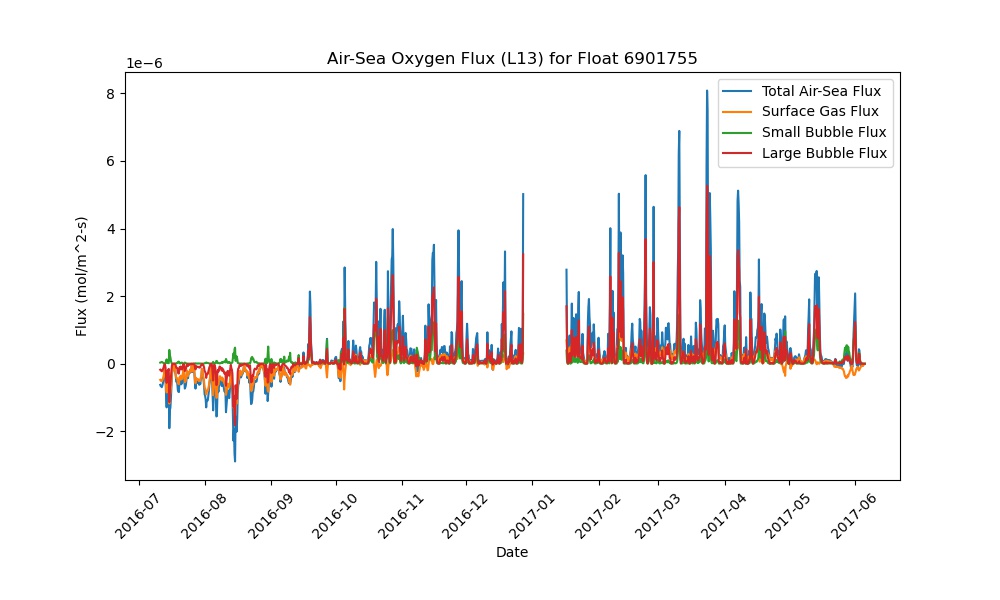 Air-Sea Oxygen Flux (L13) for Float 6901755
1e−6
Total Air-Sea Flux
Surface Gas Flux
Small Bubble Flux
Large Bubble Flux
8
6
4
2
0
−2
Flux (mol/m^2-s)
2016-07
2016-08
2016-09
2016-10
2016-11
2016-12
2017-01
2017-02
2017-03
2017-04
2017-05
2017-06
Date